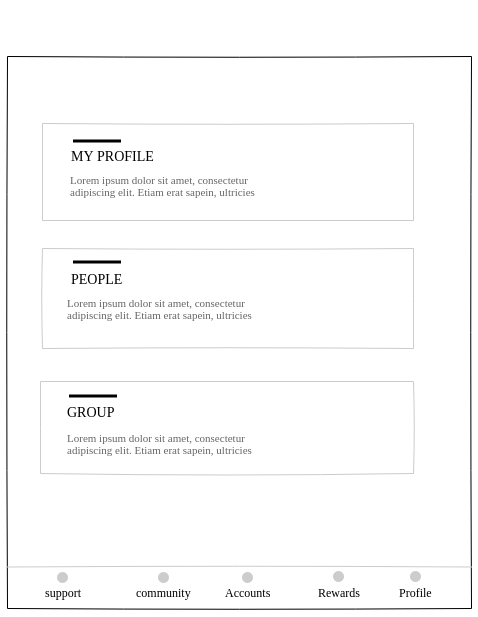 MY PROFILE
Lorem ipsum dolor sit amet, consectetur
adipiscing elit. Etiam erat sapein, ultricies
PEOPLE
Lorem ipsum dolor sit amet, consectetur
adipiscing elit. Etiam erat sapein, ultricies
GROUP
Lorem ipsum dolor sit amet, consectetur
adipiscing elit. Etiam erat sapein, ultricies
support community Accounts Rewards Profile